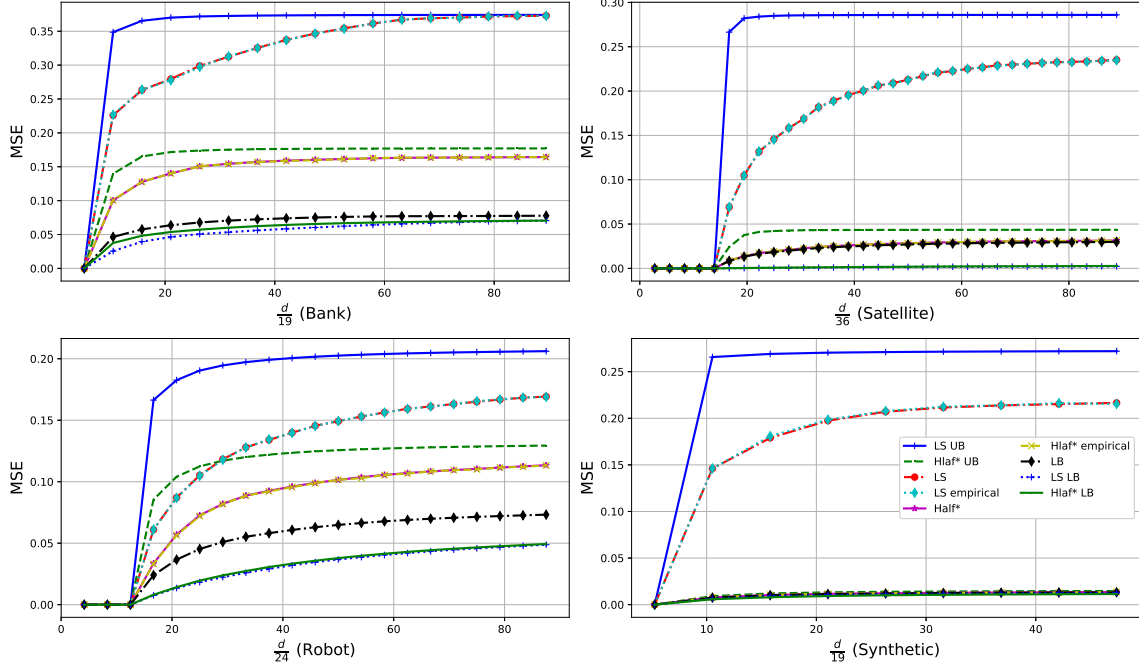 0.35
0.30
0.25
0.20
0.15
0.10
0.05
0.00
MSE
20
40
60
80
d/19 (Bank)
0.30
0.25
0.20
0.15
0.10
0.05
0.00
MSE
0
20
40
60
80
d/36 (Satellite)
0.20
0.15
0.10
0.05
0.00
MSE
0
20
40
60
80
d/24 (Robot)
0.25
0.20
0.15
0.10
0.05
0.00
MSE
10
20
30
40
d/19 (Synthetic)
LS UB
Hlaf* UB
LS
LS empirical
Half*
Hlaf* empirical
LB
LS LB
Hlaf* LB